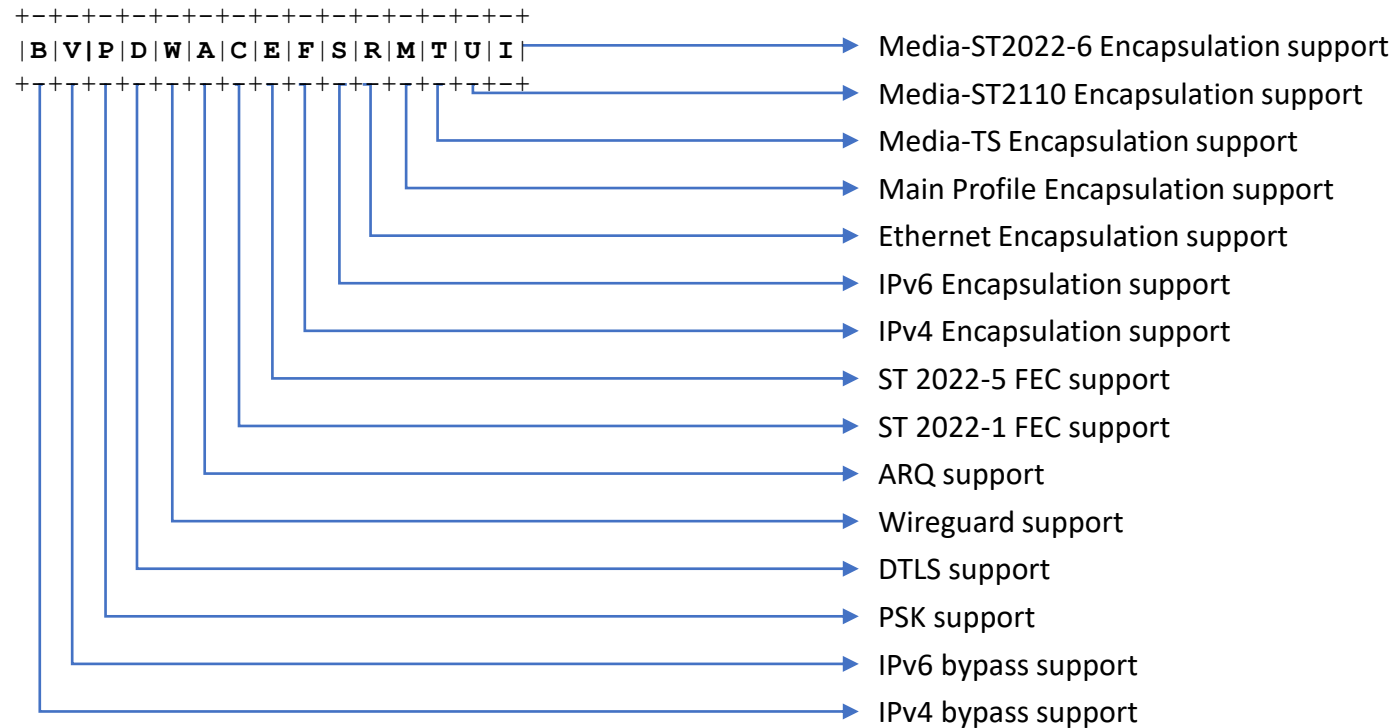 +-+-+-+-+-+-+-+-+-+-+-+-+-+-+-+
|B|V|P|D|W|A|C|E|F|S|R|M|T|U|I|
+-+-+-+-+-+-+-+-+-+-+-+-+-+-+-+
Media-ST2022-6 Encapsulation support
Media-ST2110 Encapsulation support
Media-TS Encapsulation support
Main Profile Encapsulation support
Ethernet Encapsulation support
IPv6 Encapsulation support
IPv4 Encapsulation support
ST 2022-5 FEC support
ST 2022-1 FEC support
ARQ support
Wireguard support
DTLS support
PSK support
IPv6 bypass support
IPv4 bypass support